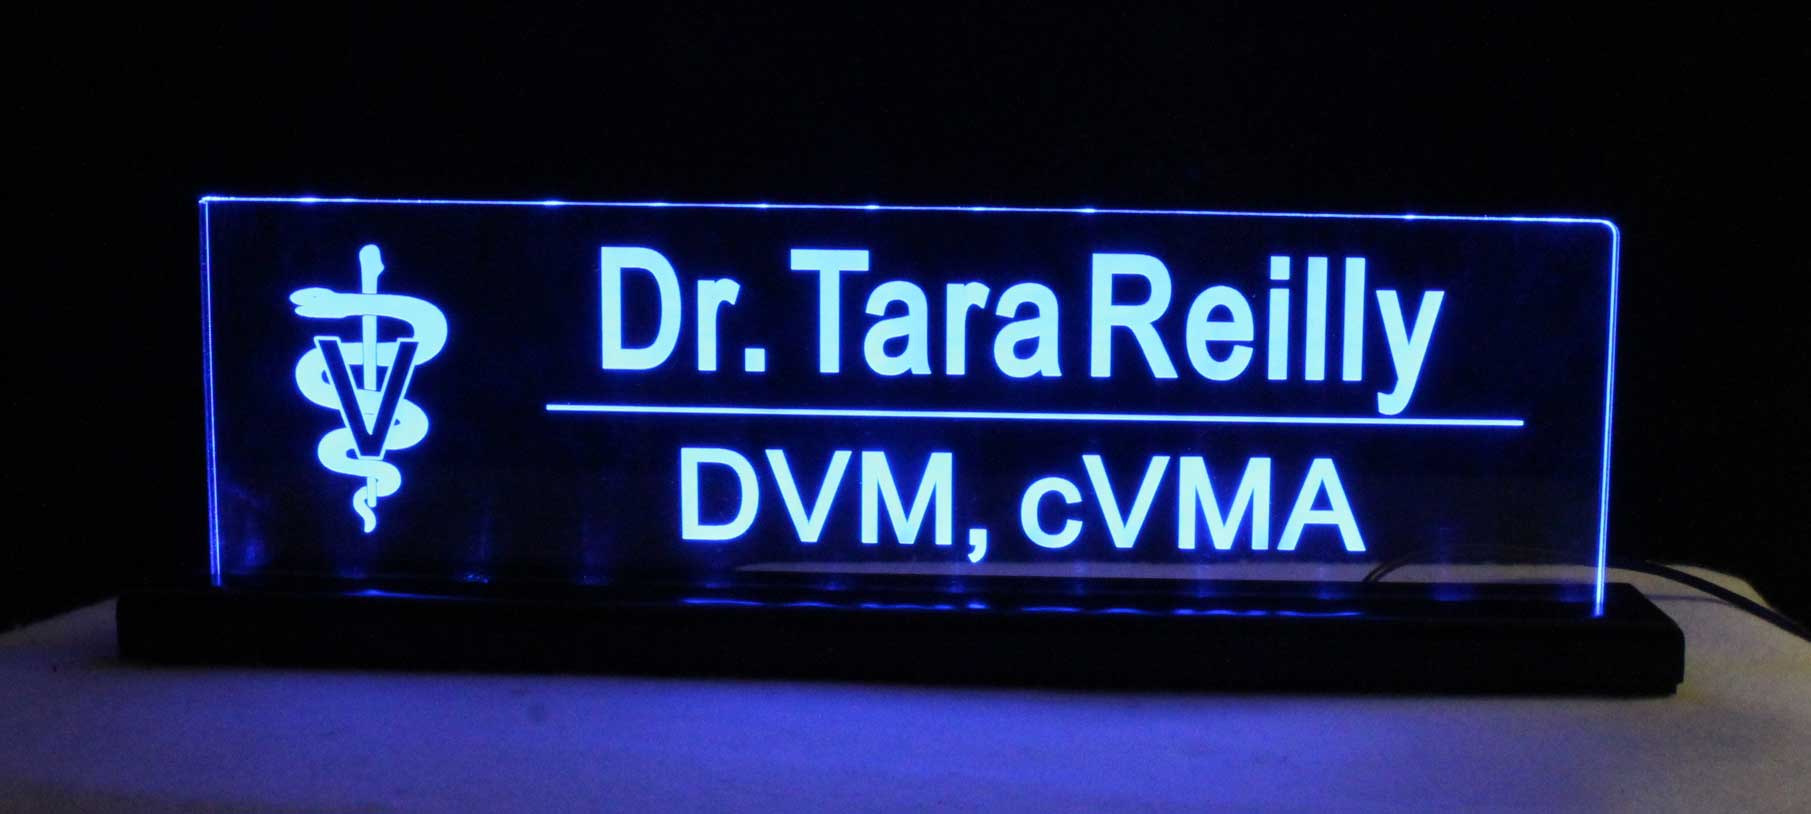 V
Dr. Tara Reilly
DVM, cVMA